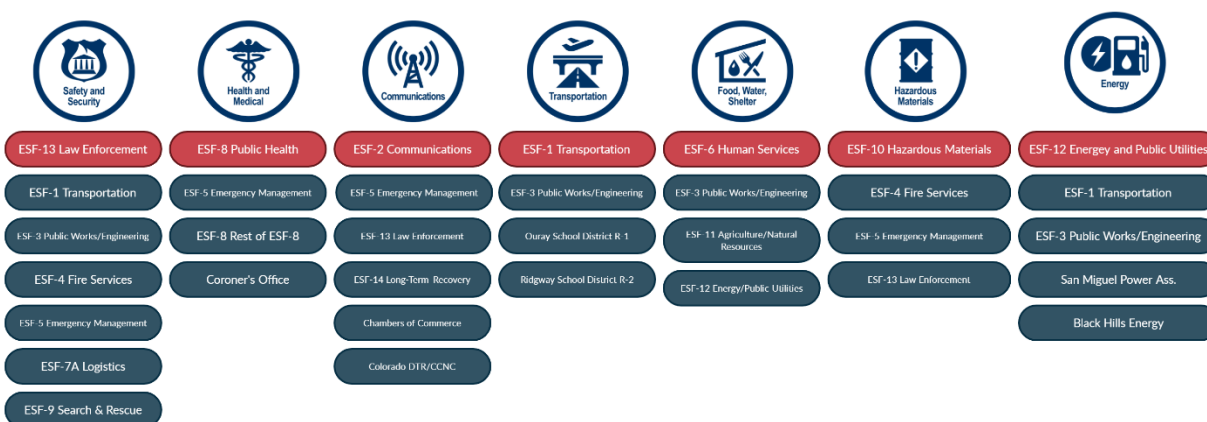 Safety and
Security
Health and
Medical
Communications
Transportation
Food, Water,
Shelter
Hazardous
Materials
Energy
ESF-13 Law Enforcement
ESF-8 Public Health
ESF-2 Communications
ESF-1 Transportation
ESF-6 Human Services
ESF-10 Hazardous Materials
ESF-12 Energey and Public Utilities
ESF-1 Transportation
ESF-5 Emergency Management
ESF-5 Emergency Management
ESF-3 Public Works/Engineering
ESF-3 Public Works/Engineering
ESF-4 Fire Services
ESF-1 Transportation
ESF-3 Public Works/Engineering
ESF-8 Rest of ESF-8
ESF-13 Law Enforcement
Ouray School District R-1
ESF-11 Agriculture/Natural
Resources
ESF-5 Emergency Management
ESF-3 Public Works/Engineering
ESF-4 Fire Services
Coroner's Office
ESF-14 Long-Term Recovery
Ridgway School District R-2
ESF-12 Energy/Public Utilities
ESF-13 Law Enforcement
San Miguel Power Ass.
ESF-5 Emergency Management
Chambers of Commerce
Black Hills Energy
ESF-7A Logistics
Colorado DTR/CCNC
ESF-9 Search & Rescue